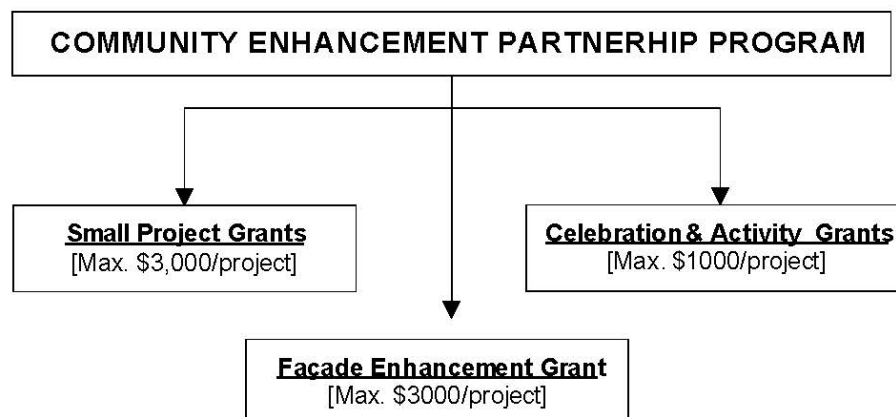 COMMUNITY ENHANCEMENT PARTNERHIP PROGRAM
Small Project Grants
[Max. $3,000/project]
Celebration & Activity Grants
[Max. $1000/project]
Façade Enhancement Grant
[Max. $3000/project]